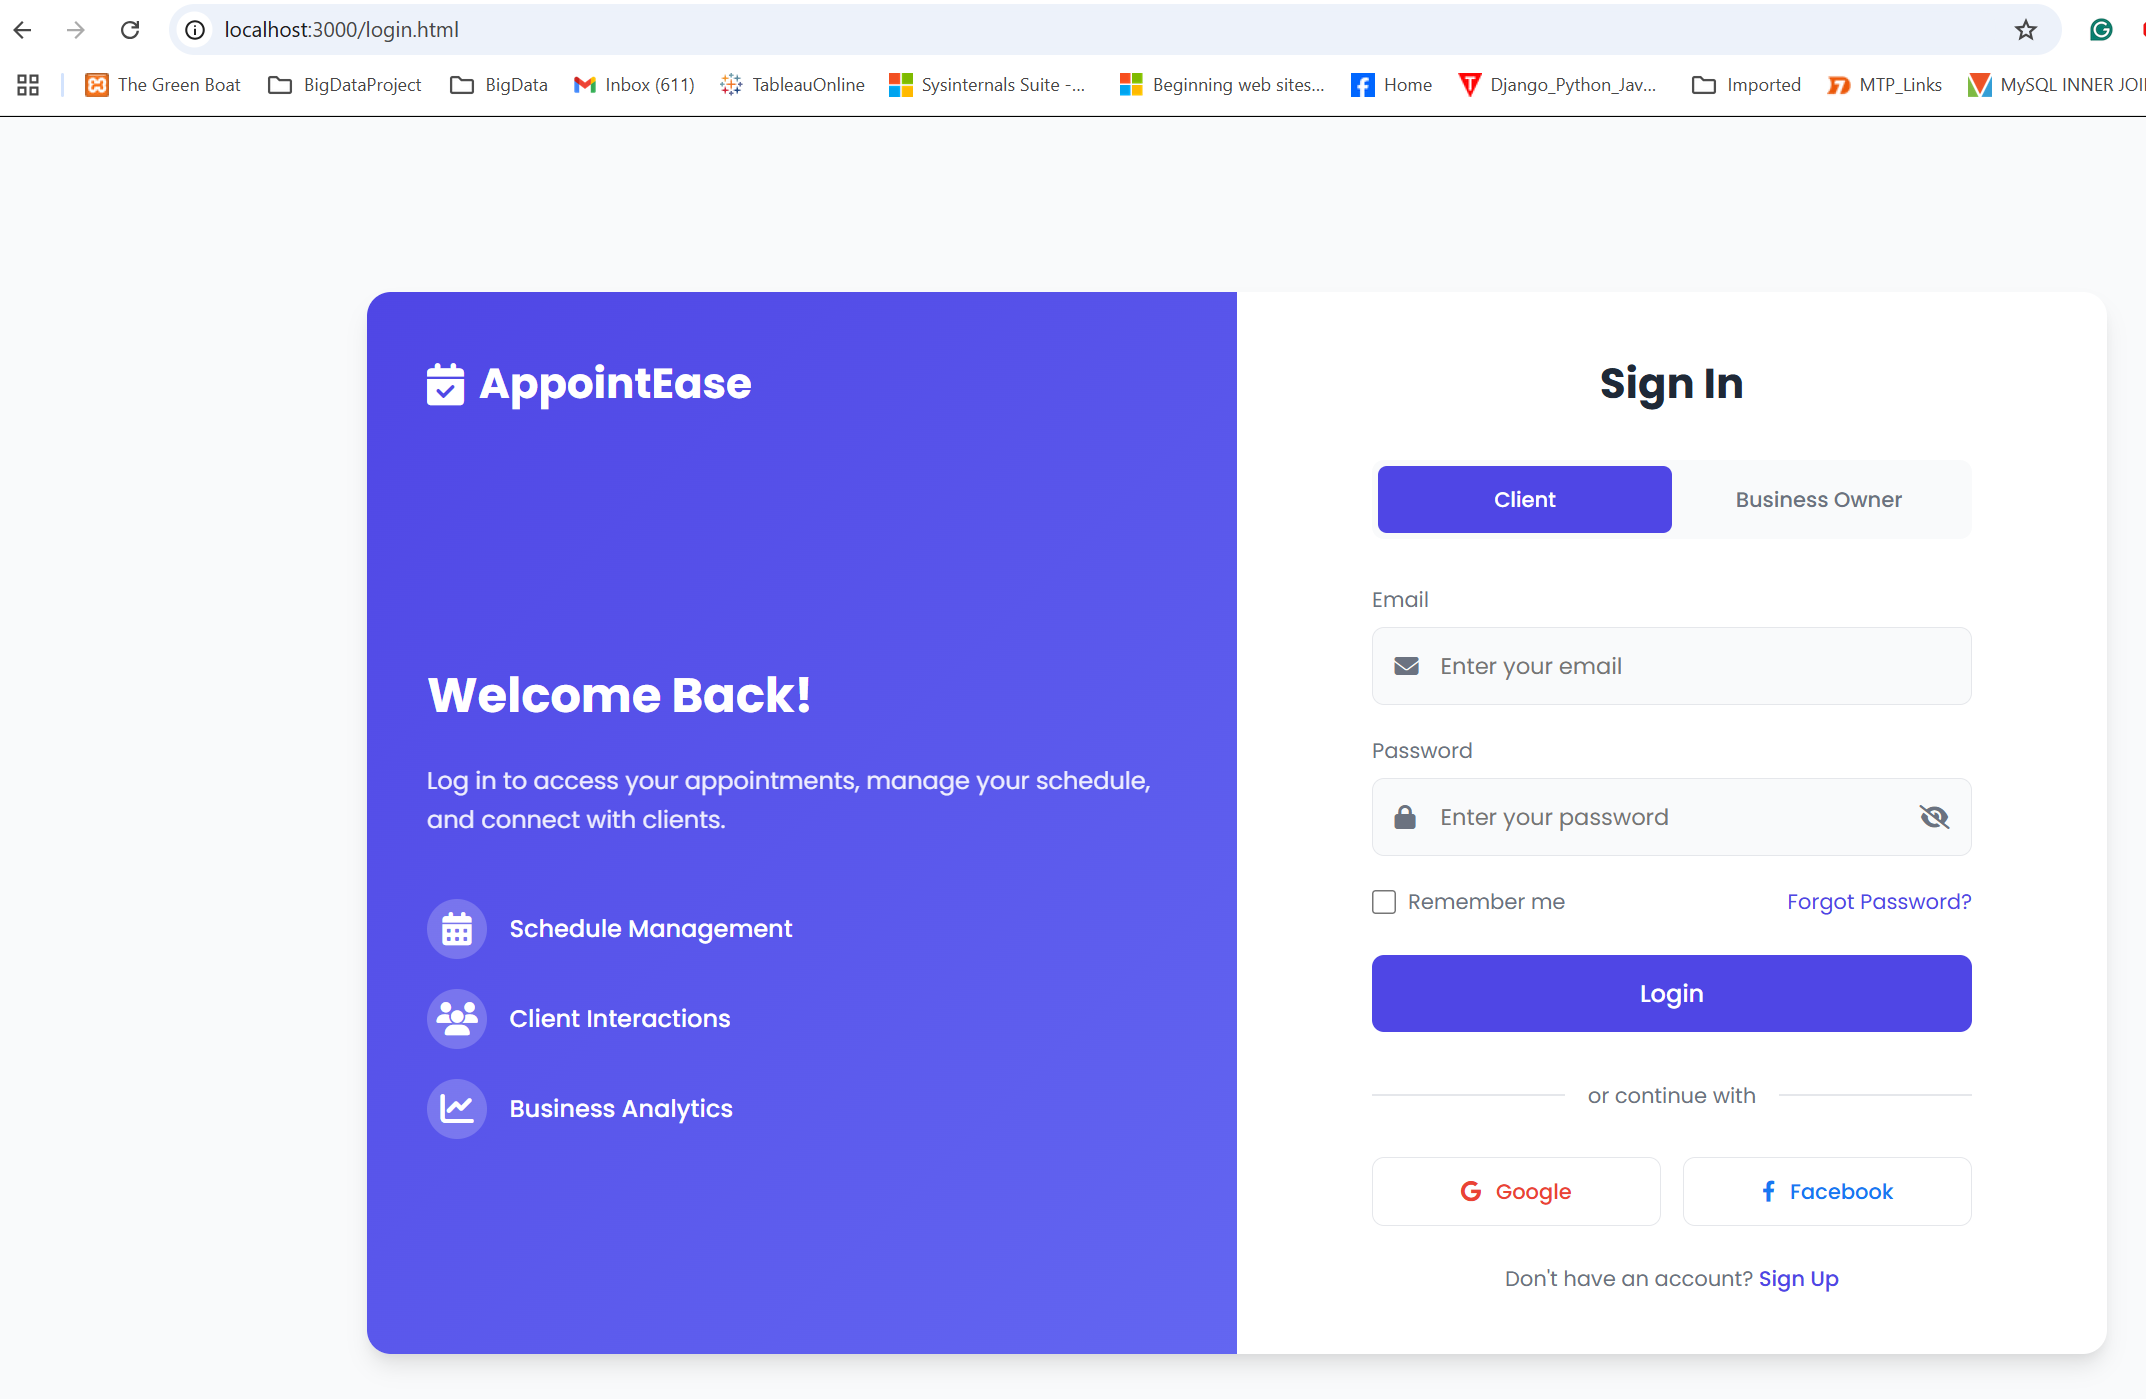 localhost:3000/login.html
The Green Boat BigDataProject BigData Inbox (611) TableauOnline Sysinternals Suite -... Beginning web sites... Home Django_Python_Jav... Imported MTP_Links MySQL INNER JOI
AppointEase
Welcome Back!
Log in to access your appointments, manage your schedule,
and connect with clients.
Schedule Management
Client Interactions
Business Analytics
Sign In
Client Business Owner
Email
Enter your email
Password
Enter your password
Remember me Forgot Password?
Login
or continue with
Google Facebook
Don't have an account? Sign Up